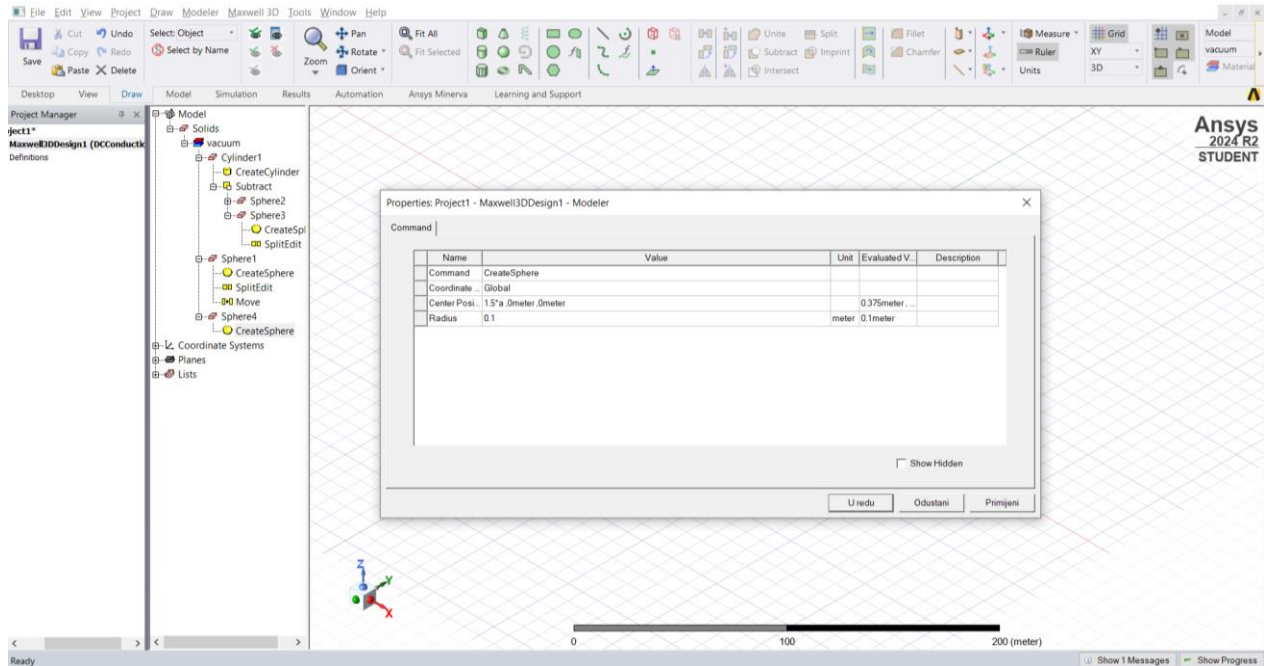 File Edit View Project Draw Modeler Maxwell 3D Tools Window Help
Save
Cut
Copy
Paste
Undo
Redo
Delete
Select: Object
Select by Name
Zoom
Pan
Rotate
Orient
Fit All
Fit Selected
Unite
Subtract
Intersect
Split
Imprint
Fillet
Chamfer
Measure
Ruler
Units
Grid
XY
3D
Model
vacuum
Material
Desktop View Draw Model Simulation Results Automation Ansys Minerva Learning and Support
Project Manager
ject1*
Maxwell3DDesign1 (DCConductic
Definitions
Model
Solids
vacuum
Cylinder1
CreateCylinder
Subtract
Sphere2
Sphere3
CreateSpl
SplitEdit
Sphere1
CreateSphere
SplitEdit
Move
Sphere4
CreateSphere
Coordinate Systems
Planes
Lists
Ansys
2024 R2
STUDENT
Properties: Project1 - Maxwell3DDesign1 - Modeler
Command
Name Value Unit Evaluated V... Description
Command CreateSphere
Coordinate ... Global
Center Posi... 1.5*a ,0meter ,0meter 0.375meter , ...
Radius 0.1 meter 0.1meter
Show Hidden
U redu Odustani Primijeni
Z
Y
X
0 100 200 (meter)
Ready
Show 1 Messages Show Progress